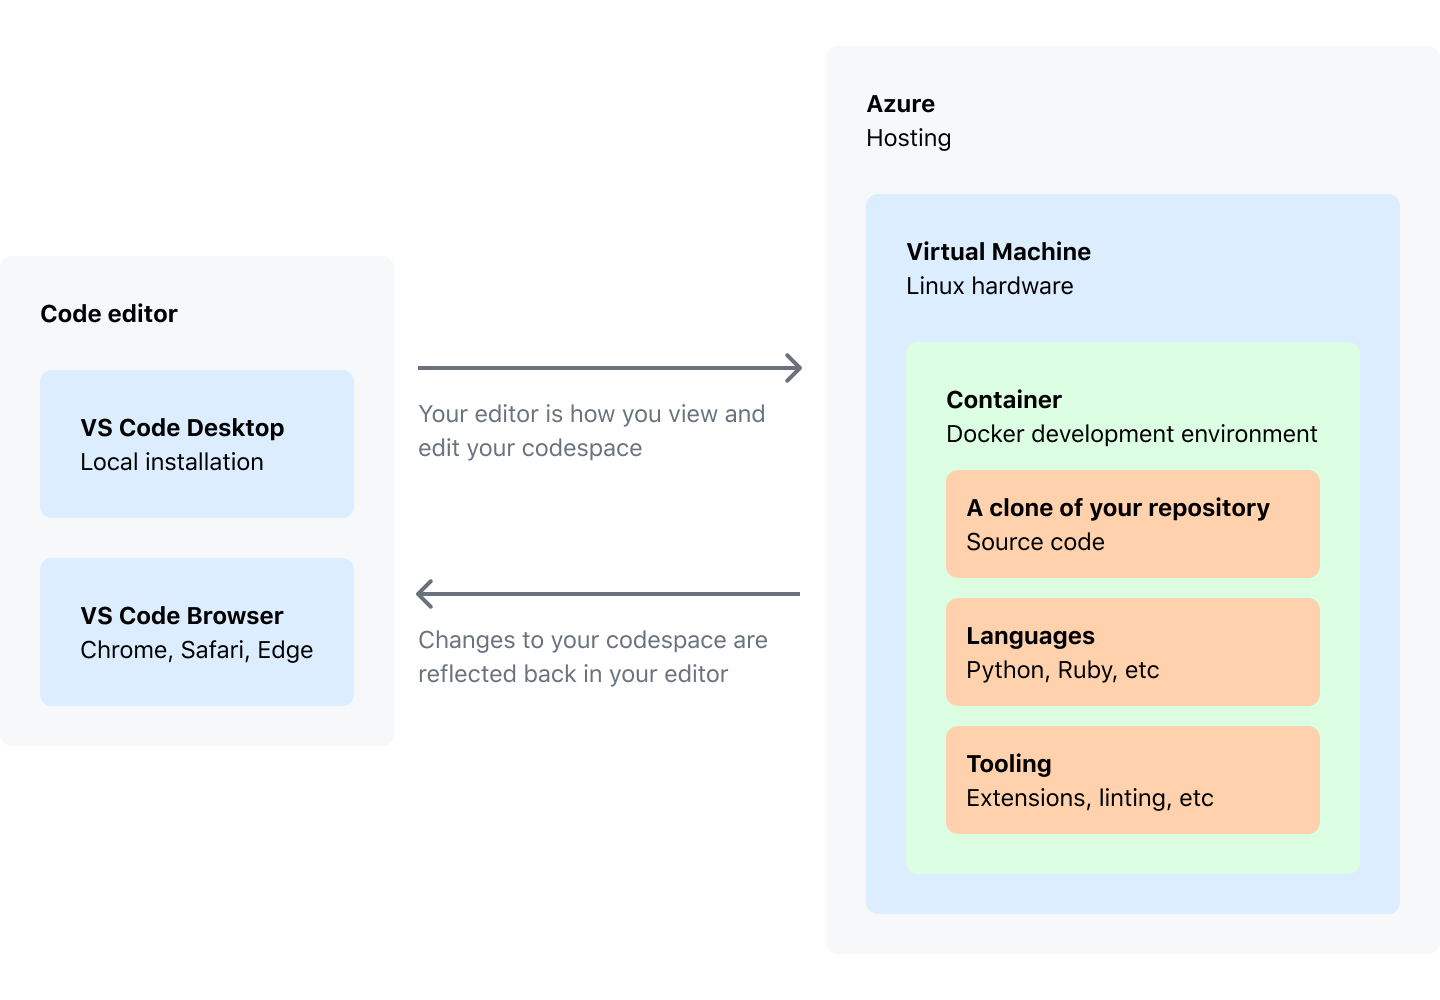 Code editor
VS Code Desktop
Local installation
VS Code Browser
Chrome, Safari, Edge
Your editor is how you view and
edit your codespace
Changes to your codespace are
reflected back in your editor
Azure
Hosting
Virtual Machine
Linux hardware
Container
Docker development environment
A clone of your repository
Source code
Languages
Python, Ruby, etc
Tooling
Extensions, linting, etc